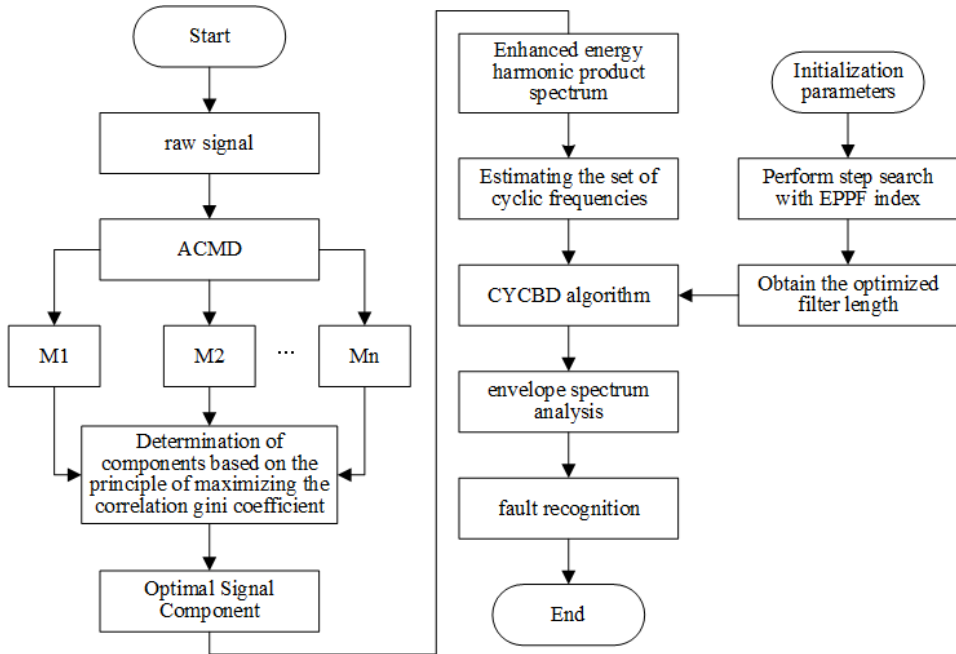 Start
raw signal
ACMD
M1
M2
...
Mn
Determination of
components based on the
principle of maximizing the
correlation gini coefficient
Optimal Signal
Component
Enhanced energy
harmonic product
spectrum
Estimating the set of
cyclic frequencies
CYCBD algorithm
envelope spectrum
analysis
fault recognition
End
Initialization
parameters
Perform step search
with EPPF index
Obtain the optimized
filter length